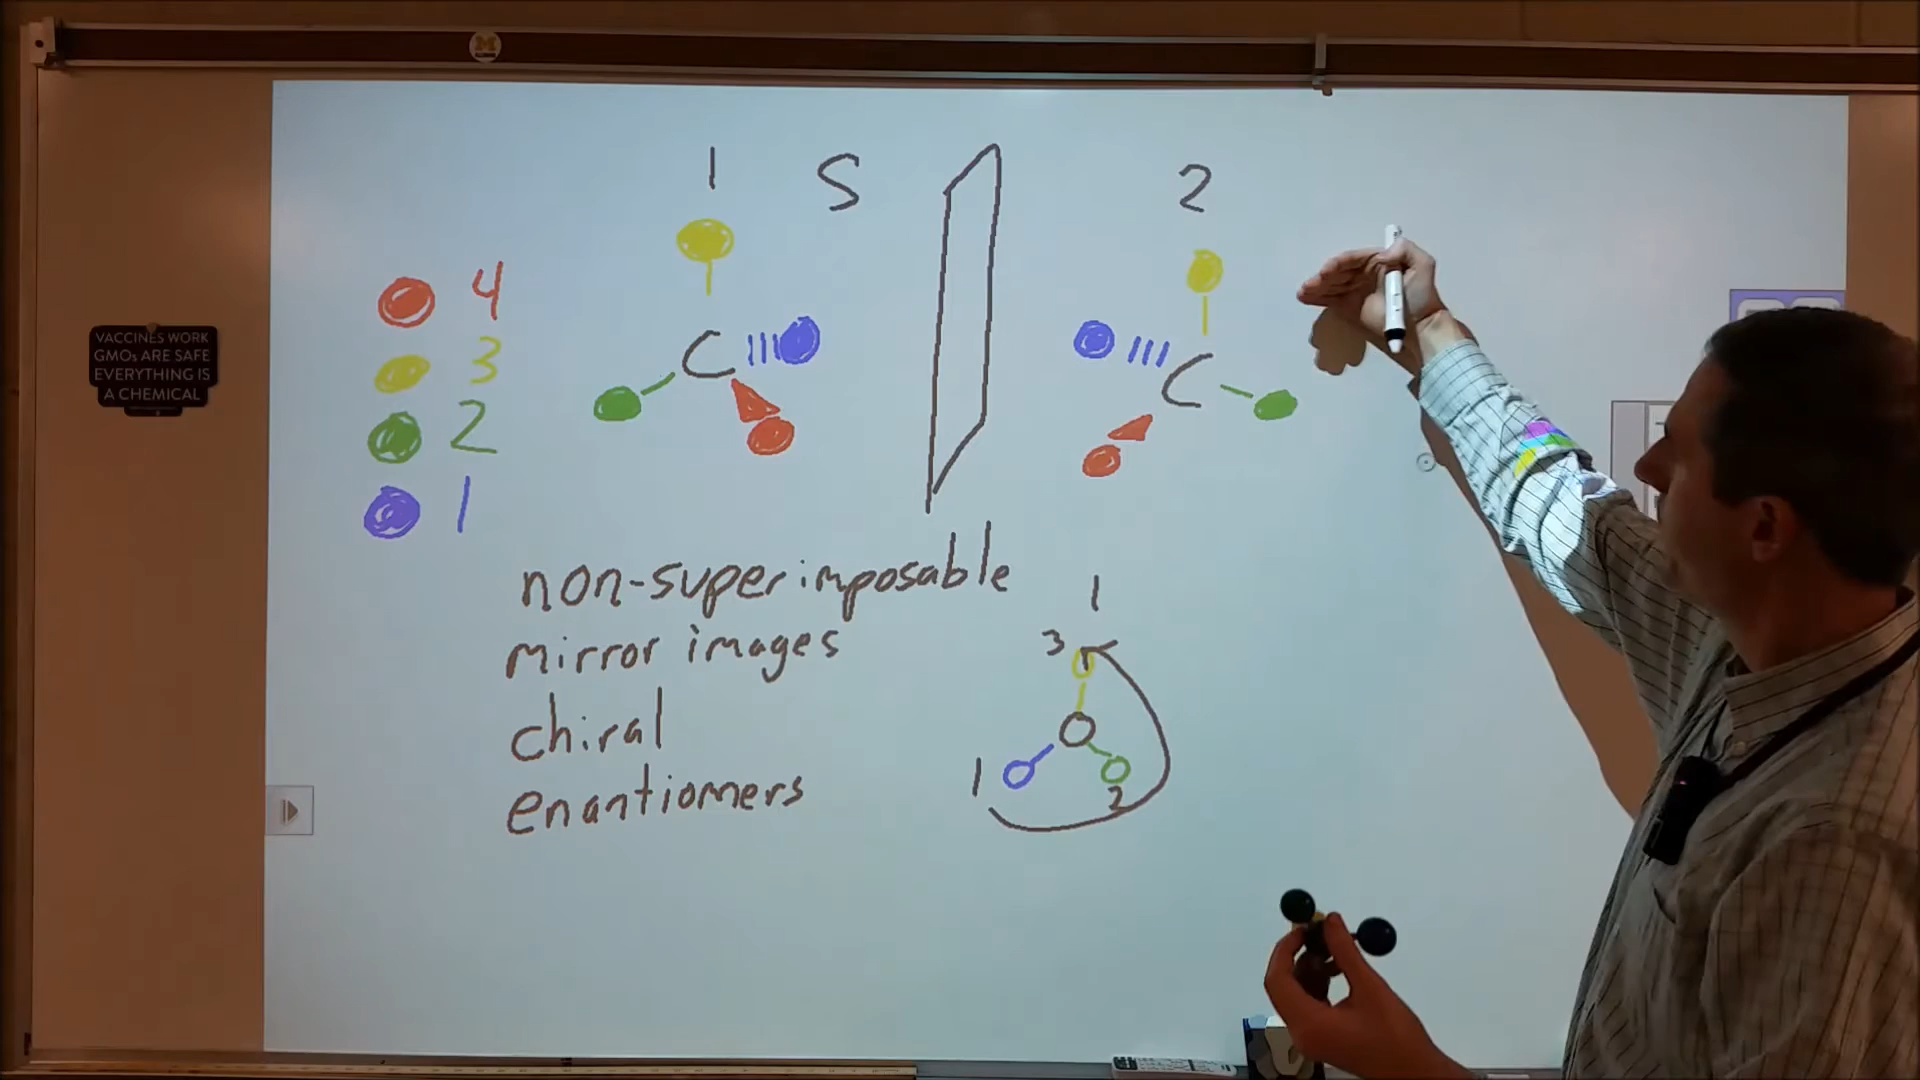 VACCINES WORK
GMOs ARE SAFE
EVERYTHING IS
A CHEMICAL
M
1 S 2
4
3
2
1
C
C
non-superimposable
mirror images
chiral
enantiomers
1
3
1
2